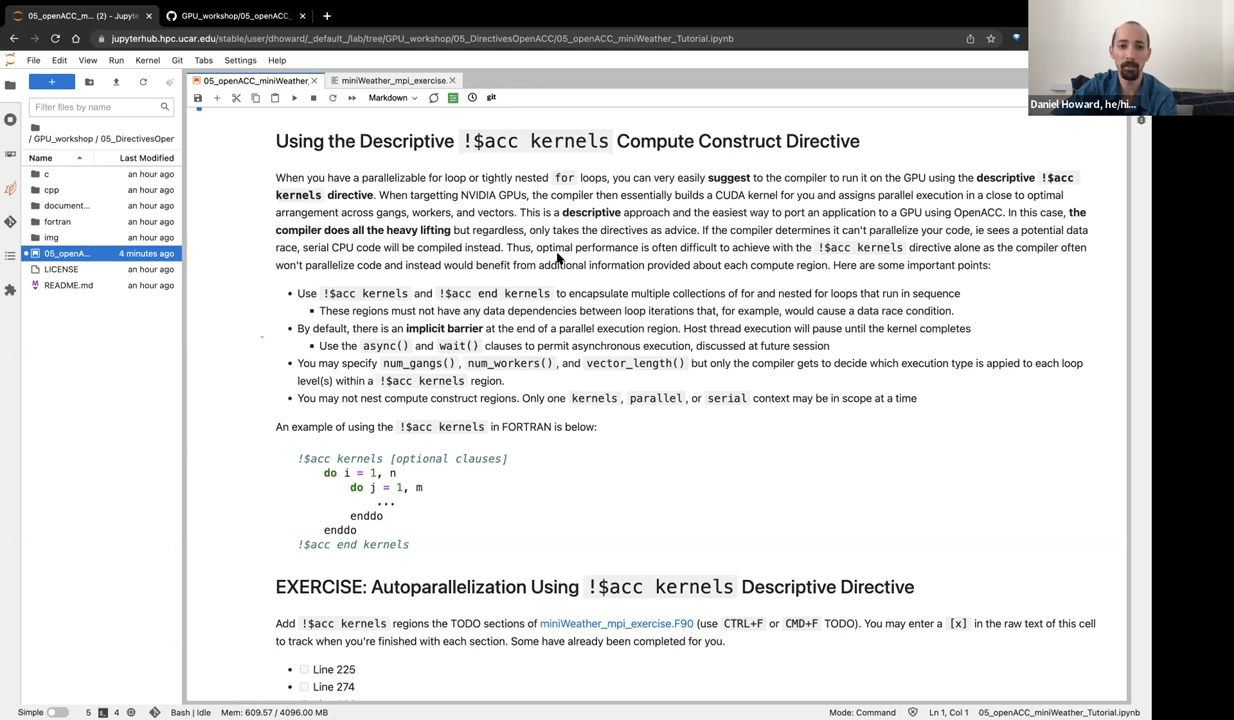 05_openACC_m... (2) - Jupyter
GPU_workshop/05_openACC_
jupyterhub.hpc.ucar.edu/stable/user/dhoward/_default_/lab/tree/GPU_workshop/05_DirectivesOpenACC/05_openACC_miniWeather_Tutorial.ipynb
File Edit View Run Kernel Git Tabs Settings Help
05_openACC_miniWeather_
miniWeather_mpi_exercise.
Markdown
git
Filter files by name
/ GPU_workshop / 05_DirectivesOper
Name Last Modified
c an hour ago
cpp an hour ago
document... an hour ago
fortran an hour ago
img an hour ago
05_openA... 4 minutes ago
LICENSE an hour ago
README.md an hour ago
Daniel Howard, he/hi...
Using the Descriptive !$acc kernels Compute Construct Directive
When you have a parallelizable for loop or tightly nested for loops, you can very easily suggest to the compiler to run it on the GPU using the descriptive !$acc
kernels directive. When targetting NVIDIA GPUs, the compiler then essentially builds a CUDA kernel for you and assigns parallel execution in a close to optimal
arrangement across gangs, workers, and vectors. This is a descriptive approach and the easiest way to port an application to a GPU using OpenACC. In this case, the
compiler does all the heavy lifting but regardless, only takes the directives as advice. If the compiler determines it can't parallelize your code, ie sees a potential data
race, serial CPU code will be compiled instead. Thus, optimal performance is often difficult to achieve with the !$acc kernels directive alone as the compiler often
won't parallelize code and instead would benefit from additional information provided about each compute region. Here are some important points:
• Use !$acc kernels and !$acc end kernels to encapsulate multiple collections of for and nested for loops that run in sequence
▪ These regions must not have any data dependencies between loop iterations that, for example, would cause a data race condition.
• By default, there is an implicit barrier at the end of a parallel execution region. Host thread execution will pause until the kernel completes
▪ Use the async() and wait() clauses to permit asynchronous execution, discussed at future session
• You may specify num_gangs(), num_workers(), and vector_length() but only the compiler gets to decide which execution type is appied to each loop
level(s) within a !$acc kernels region.
• You may not nest compute construct regions. Only one kernels, parallel, or serial context may be in scope at a time
An example of using the !$acc kernels in FORTRAN is below:
!$acc kernels [optional clauses]
do i = 1, n
do j = 1, m
...
enddo
enddo
!$acc end kernels
EXERCISE: Autoparallelization Using !$acc kernels Descriptive Directive
Add !$acc kernels regions the TODO sections of miniWeather_mpi_exercise.F90 (use CTRL+F or CMD+F TODO). You may enter a [x] in the raw text of this cell
to track when you're finished with each section. Some have already been completed for you.
• Line 225
• Line 274
Simple 5 4 Bash | Idle Mem: 609.57 / 4096.00 MB Mode: Command Ln 1, Col 1 05_openACC_miniWeather_Tutorial.ipynb